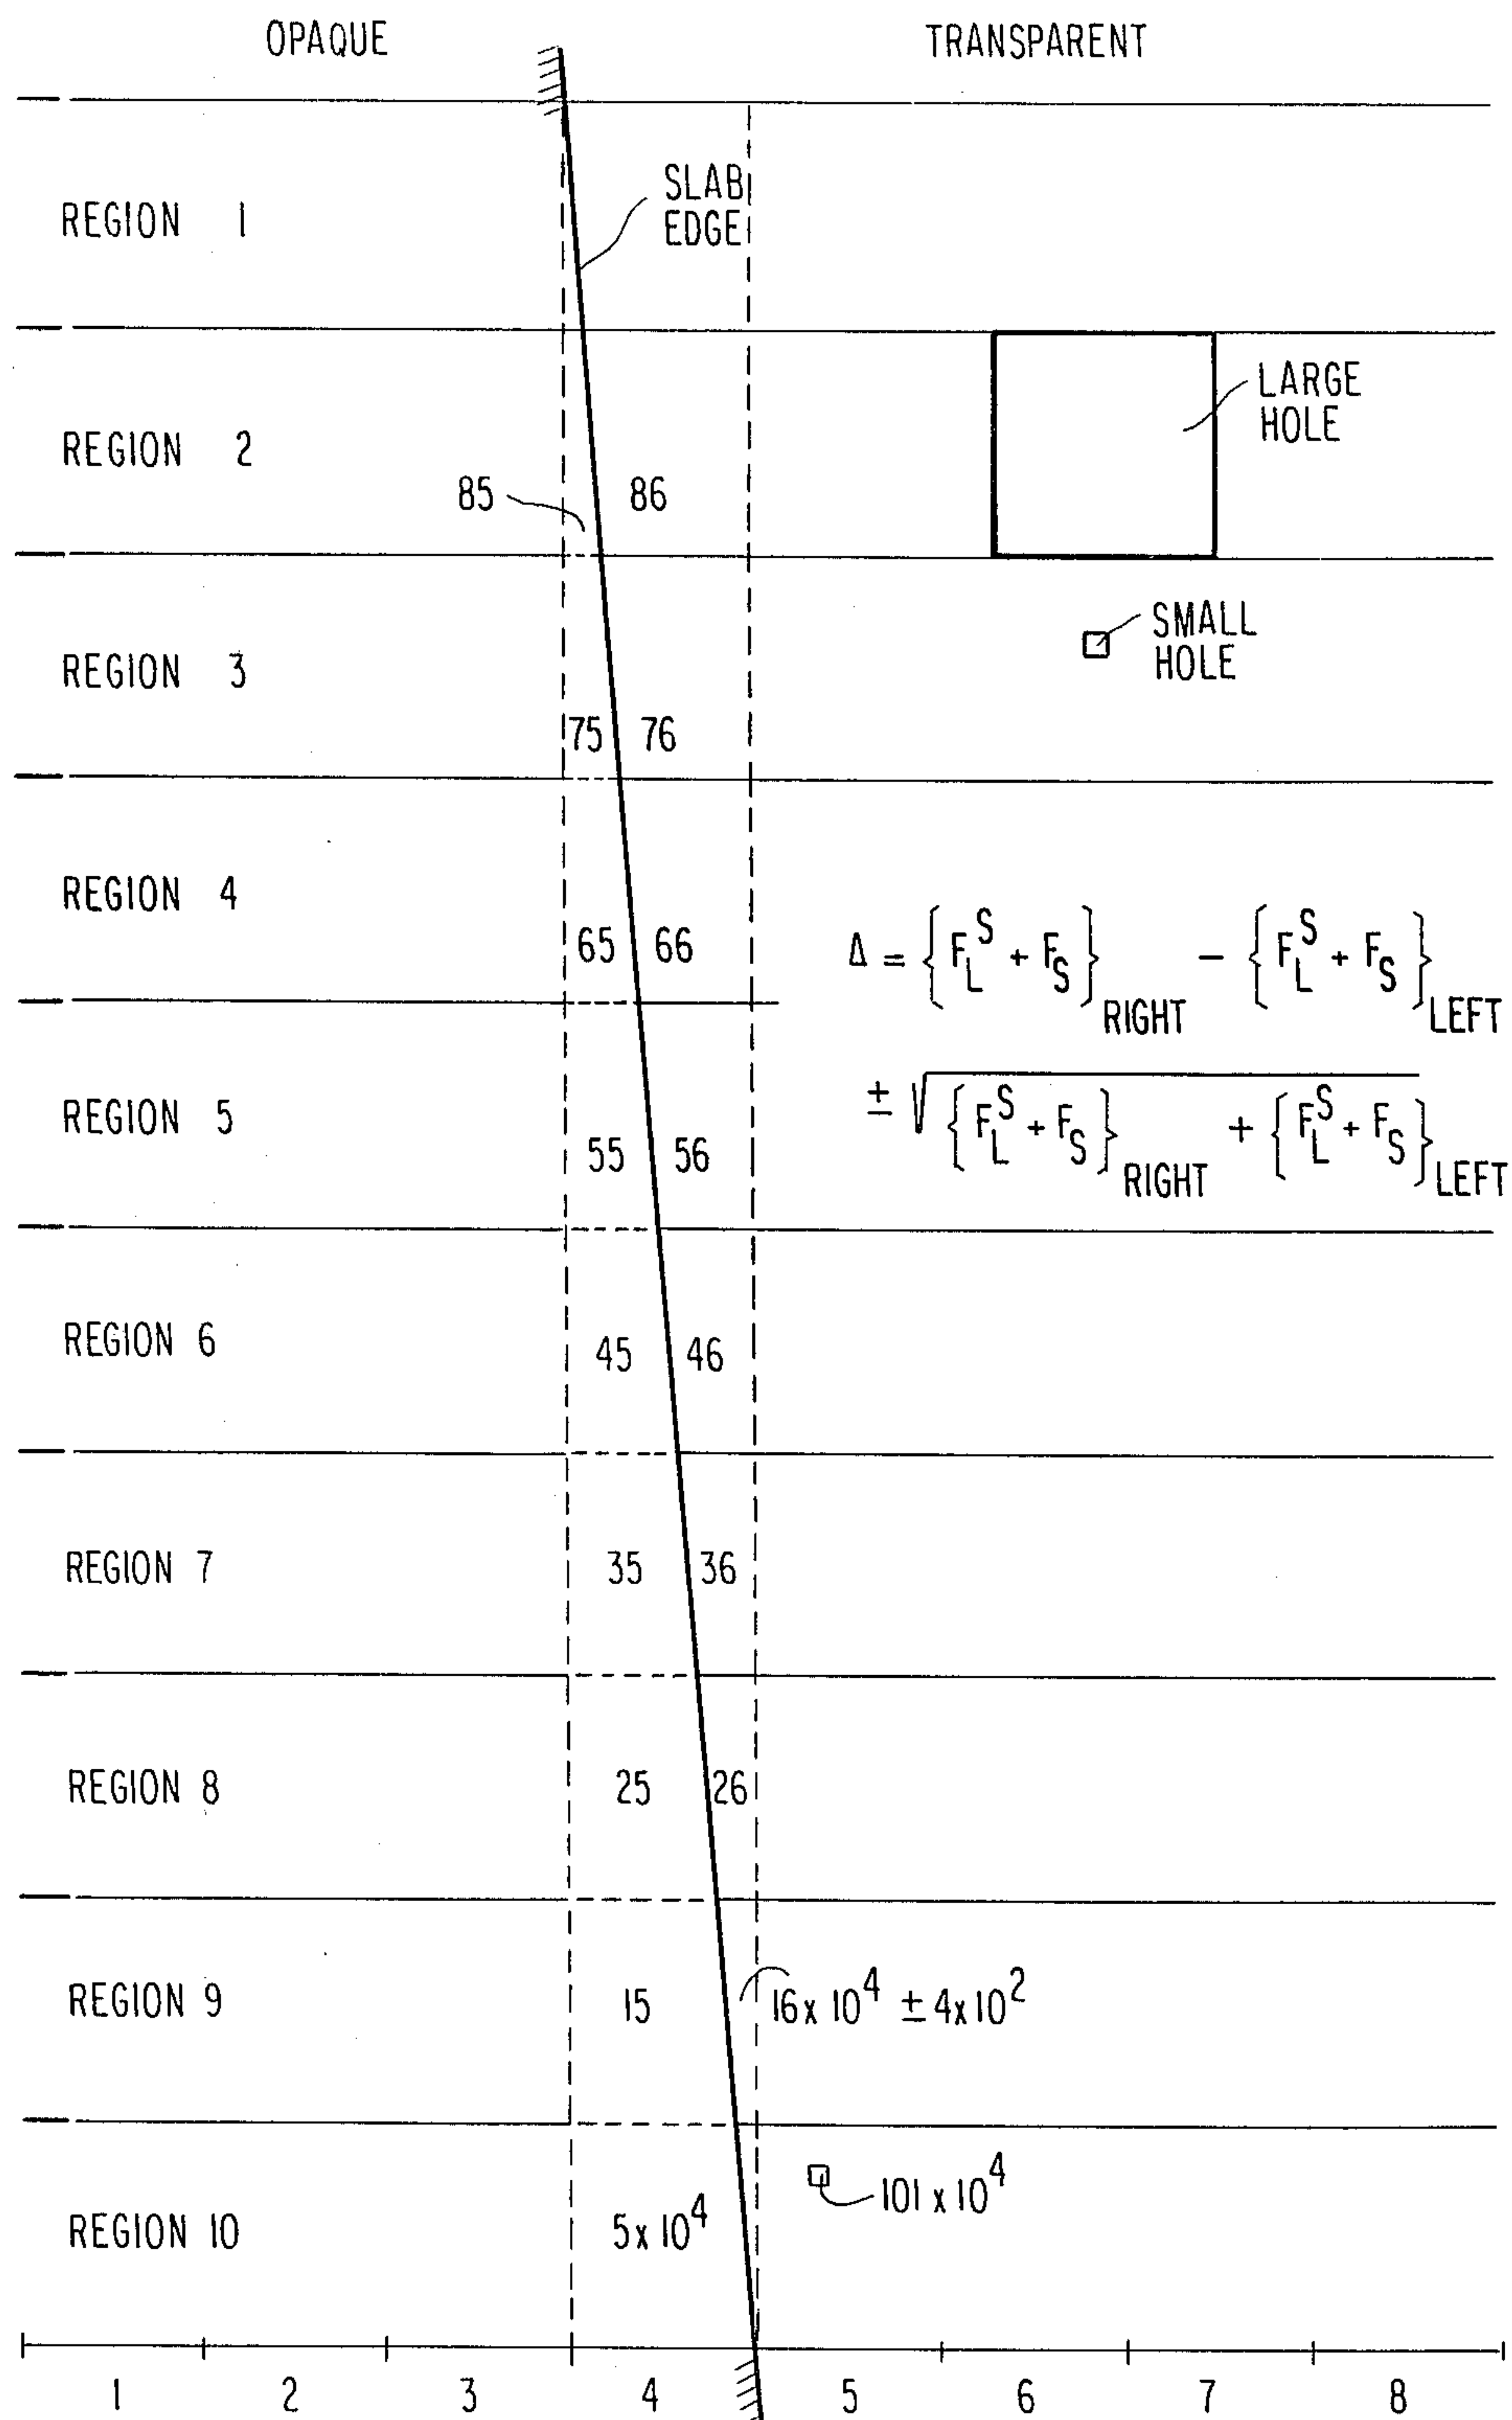 OPAQUE
TRANSPARENT
REGION 1
SLAB
EDGE
REGION 2
85
86
LARGE
HOLE
REGION 3
75
76
SMALL
HOLE
REGION 4
65
66
Δ = {F_L^S + F_S}_RIGHT - {F_L^S + F_S}_LEFT
± √{F_L^S + F_S}_RIGHT + {F_L^S + F_S}_LEFT
REGION 5
55
56
REGION 6
45
46
REGION 7
35
36
REGION 8
25
26
REGION 9
15
16 x 10^4 ± 4 x 10^2
REGION 10
5 x 10^4
101 x 10^4
1 2 3 4 5 6 7 8